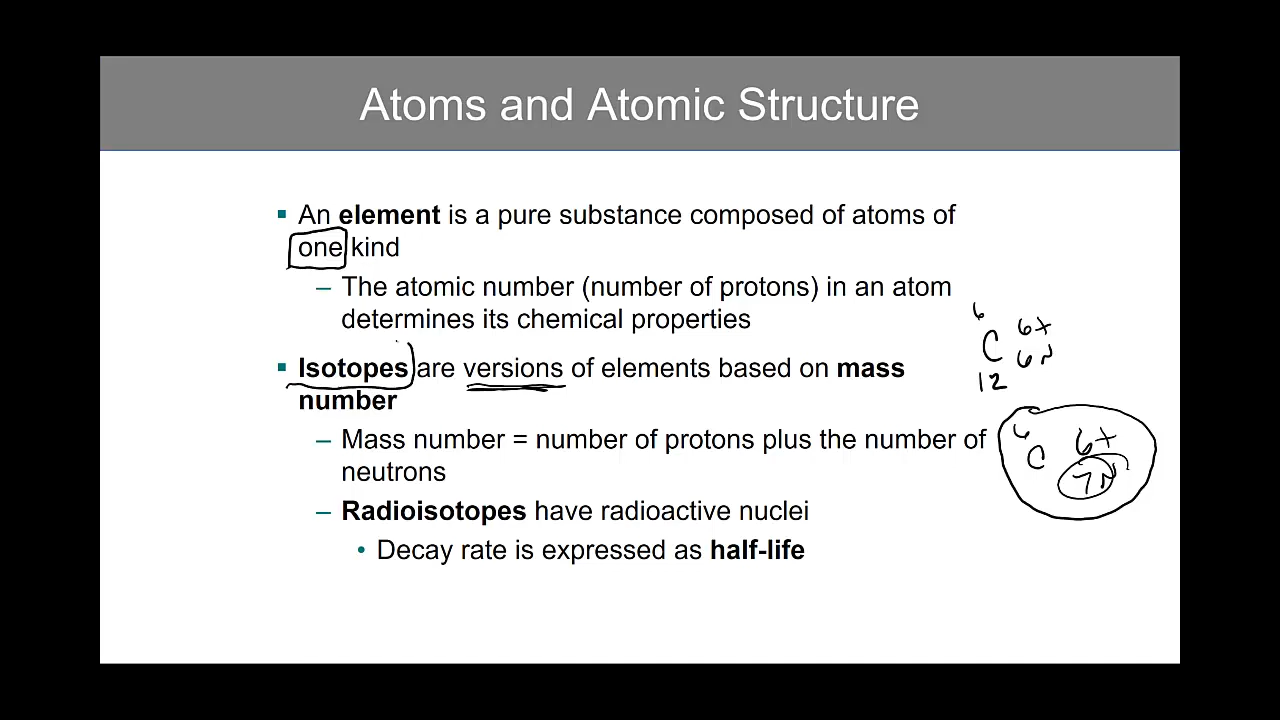 Atoms and Atomic Structure
▪ An element is a pure substance composed of atoms of
one kind
– The atomic number (number of protons) in an atom
determines its chemical properties
▪ Isotopes are versions of elements based on mass
number
– Mass number = number of protons plus the number of
neutrons
– Radioisotopes have radioactive nuclei
• Decay rate is expressed as half-life
6
C 6+
6N
12
6
C 6+
7N